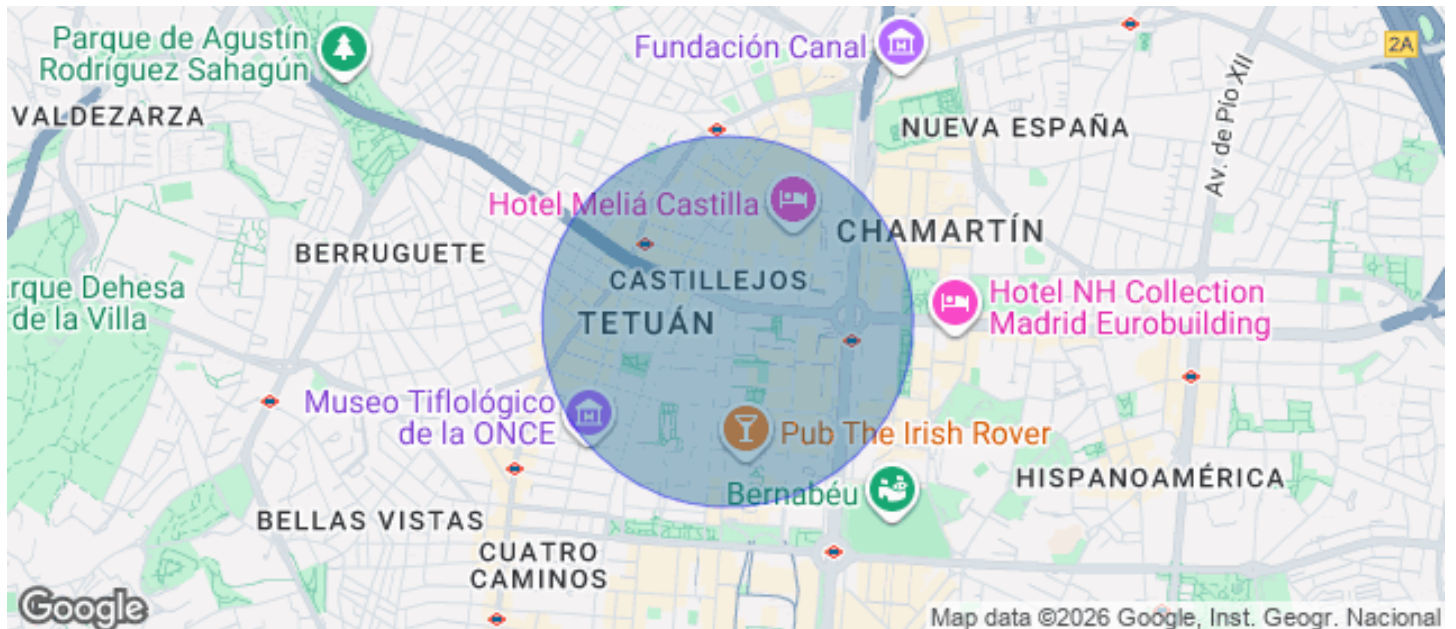 Parque de Agustín
Rodríguez Sahagún
Fundación Canal
2A
VALDEZARZA
NUEVA ESPAÑA
Av. de Pío XII
Hotel Meliá Castilla
CHAMARTÍN
BERRUGUETE
CASTILLEJOS
arque Dehesa
de la Villa
Hotel NH Collection
Madrid Eurobuilding
TETUÁN
Museo Tiflológico
de la ONCE
Pub The Irish Rover
HISPANOAMÉRICA
Bernabéu
BELLAS VISTAS
CUATRO
CAMINOS
Google
Map data ©2026 Google, Inst. Geogr. Nacional